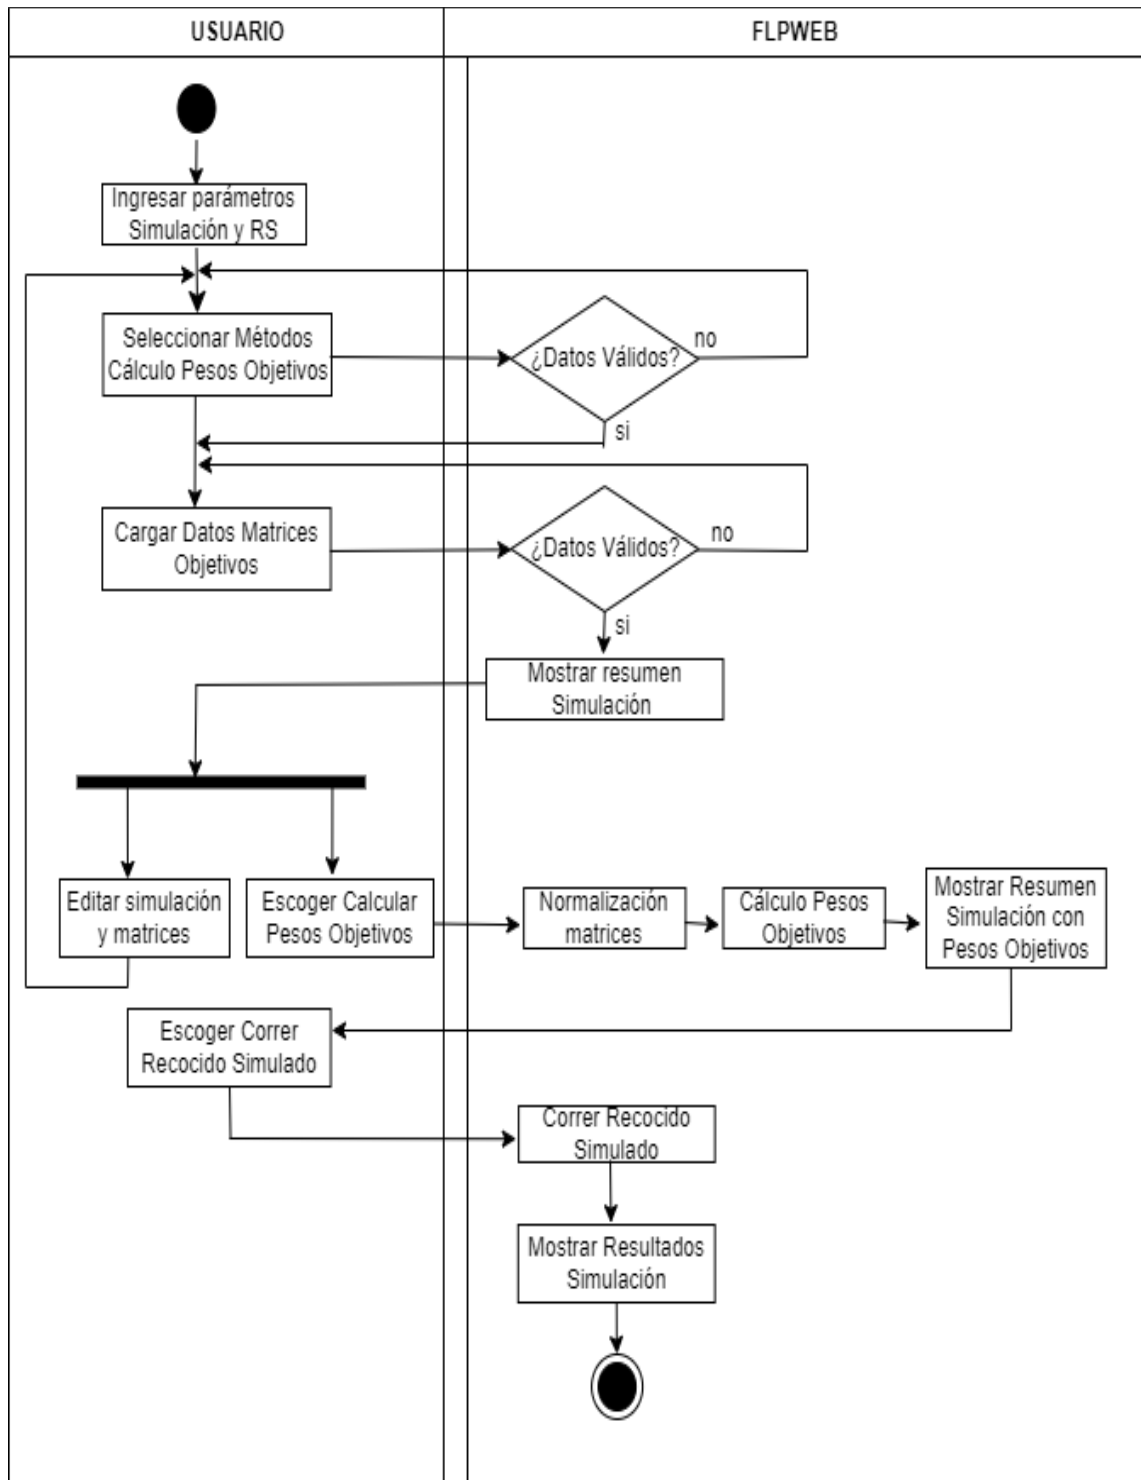 USUARIO
FLPWEB
Ingresar parámetros
Simulación y RS
Seleccionar Métodos
Cálculo Pesos Objetivos
¿Datos Válidos?
no
si
Cargar Datos Matrices
Objetivos
¿Datos Válidos?
no
si
Mostrar resumen
Simulación
Editar simulación
y matrices
Escoger Calcular
Pesos Objetivos
Normalización
matrices
Cálculo Pesos
Objetivos
Mostrar Resumen
Simulación con
Pesos Objetivos
Escoger Correr
Recocido Simulado
Correr Recocido
Simulado
Mostrar Resultados
Simulación